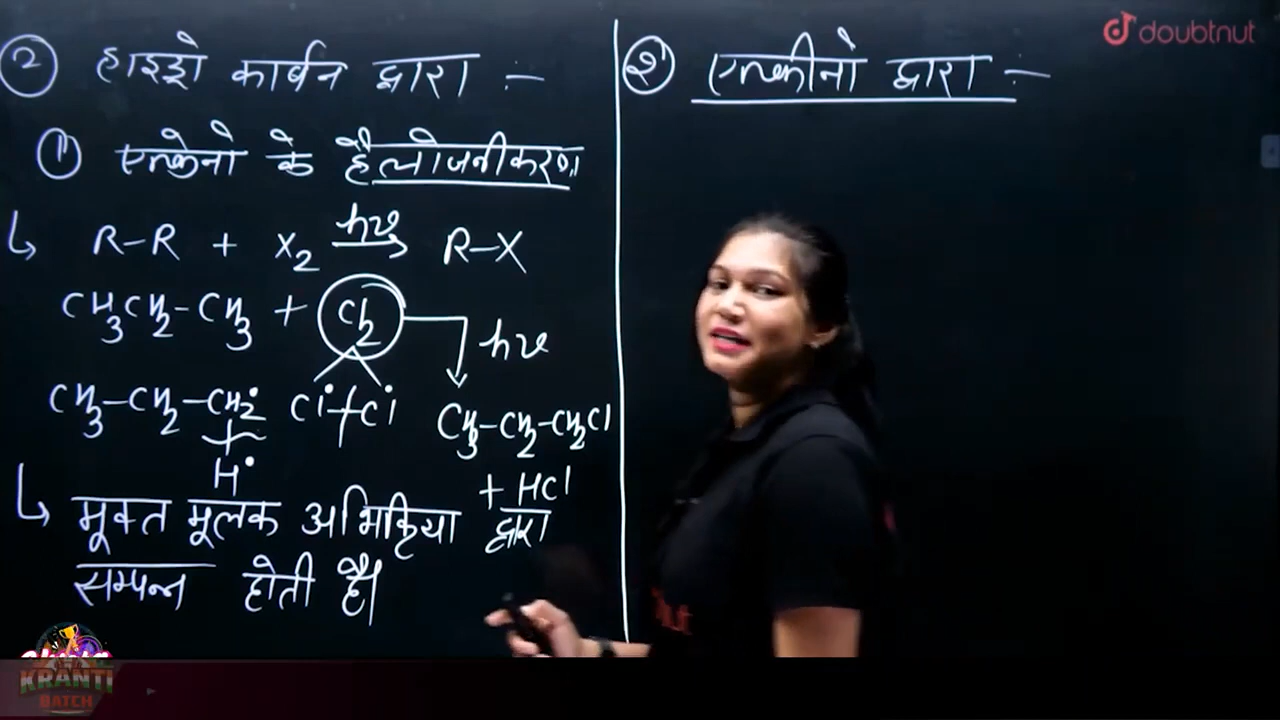 ② हाइड्रो कार्बन द्वारा :-
① एल्केनो के हैलोजनीकरण
↳ R-R + X₂ hν→ R-X
CH₃CH₂-CH₃ + Cl₂
hν
CH₃-CH₂-CH₂• Cl•+Cl• CH₃-CH₂-CH₂Cl
H• + HCl
↳ मुक्त मूलक अभिक्रिया द्वारा
सम्पन्न होती है।
② एल्कीनो द्वारा :-
doubtnut
KRANTI
BATCH